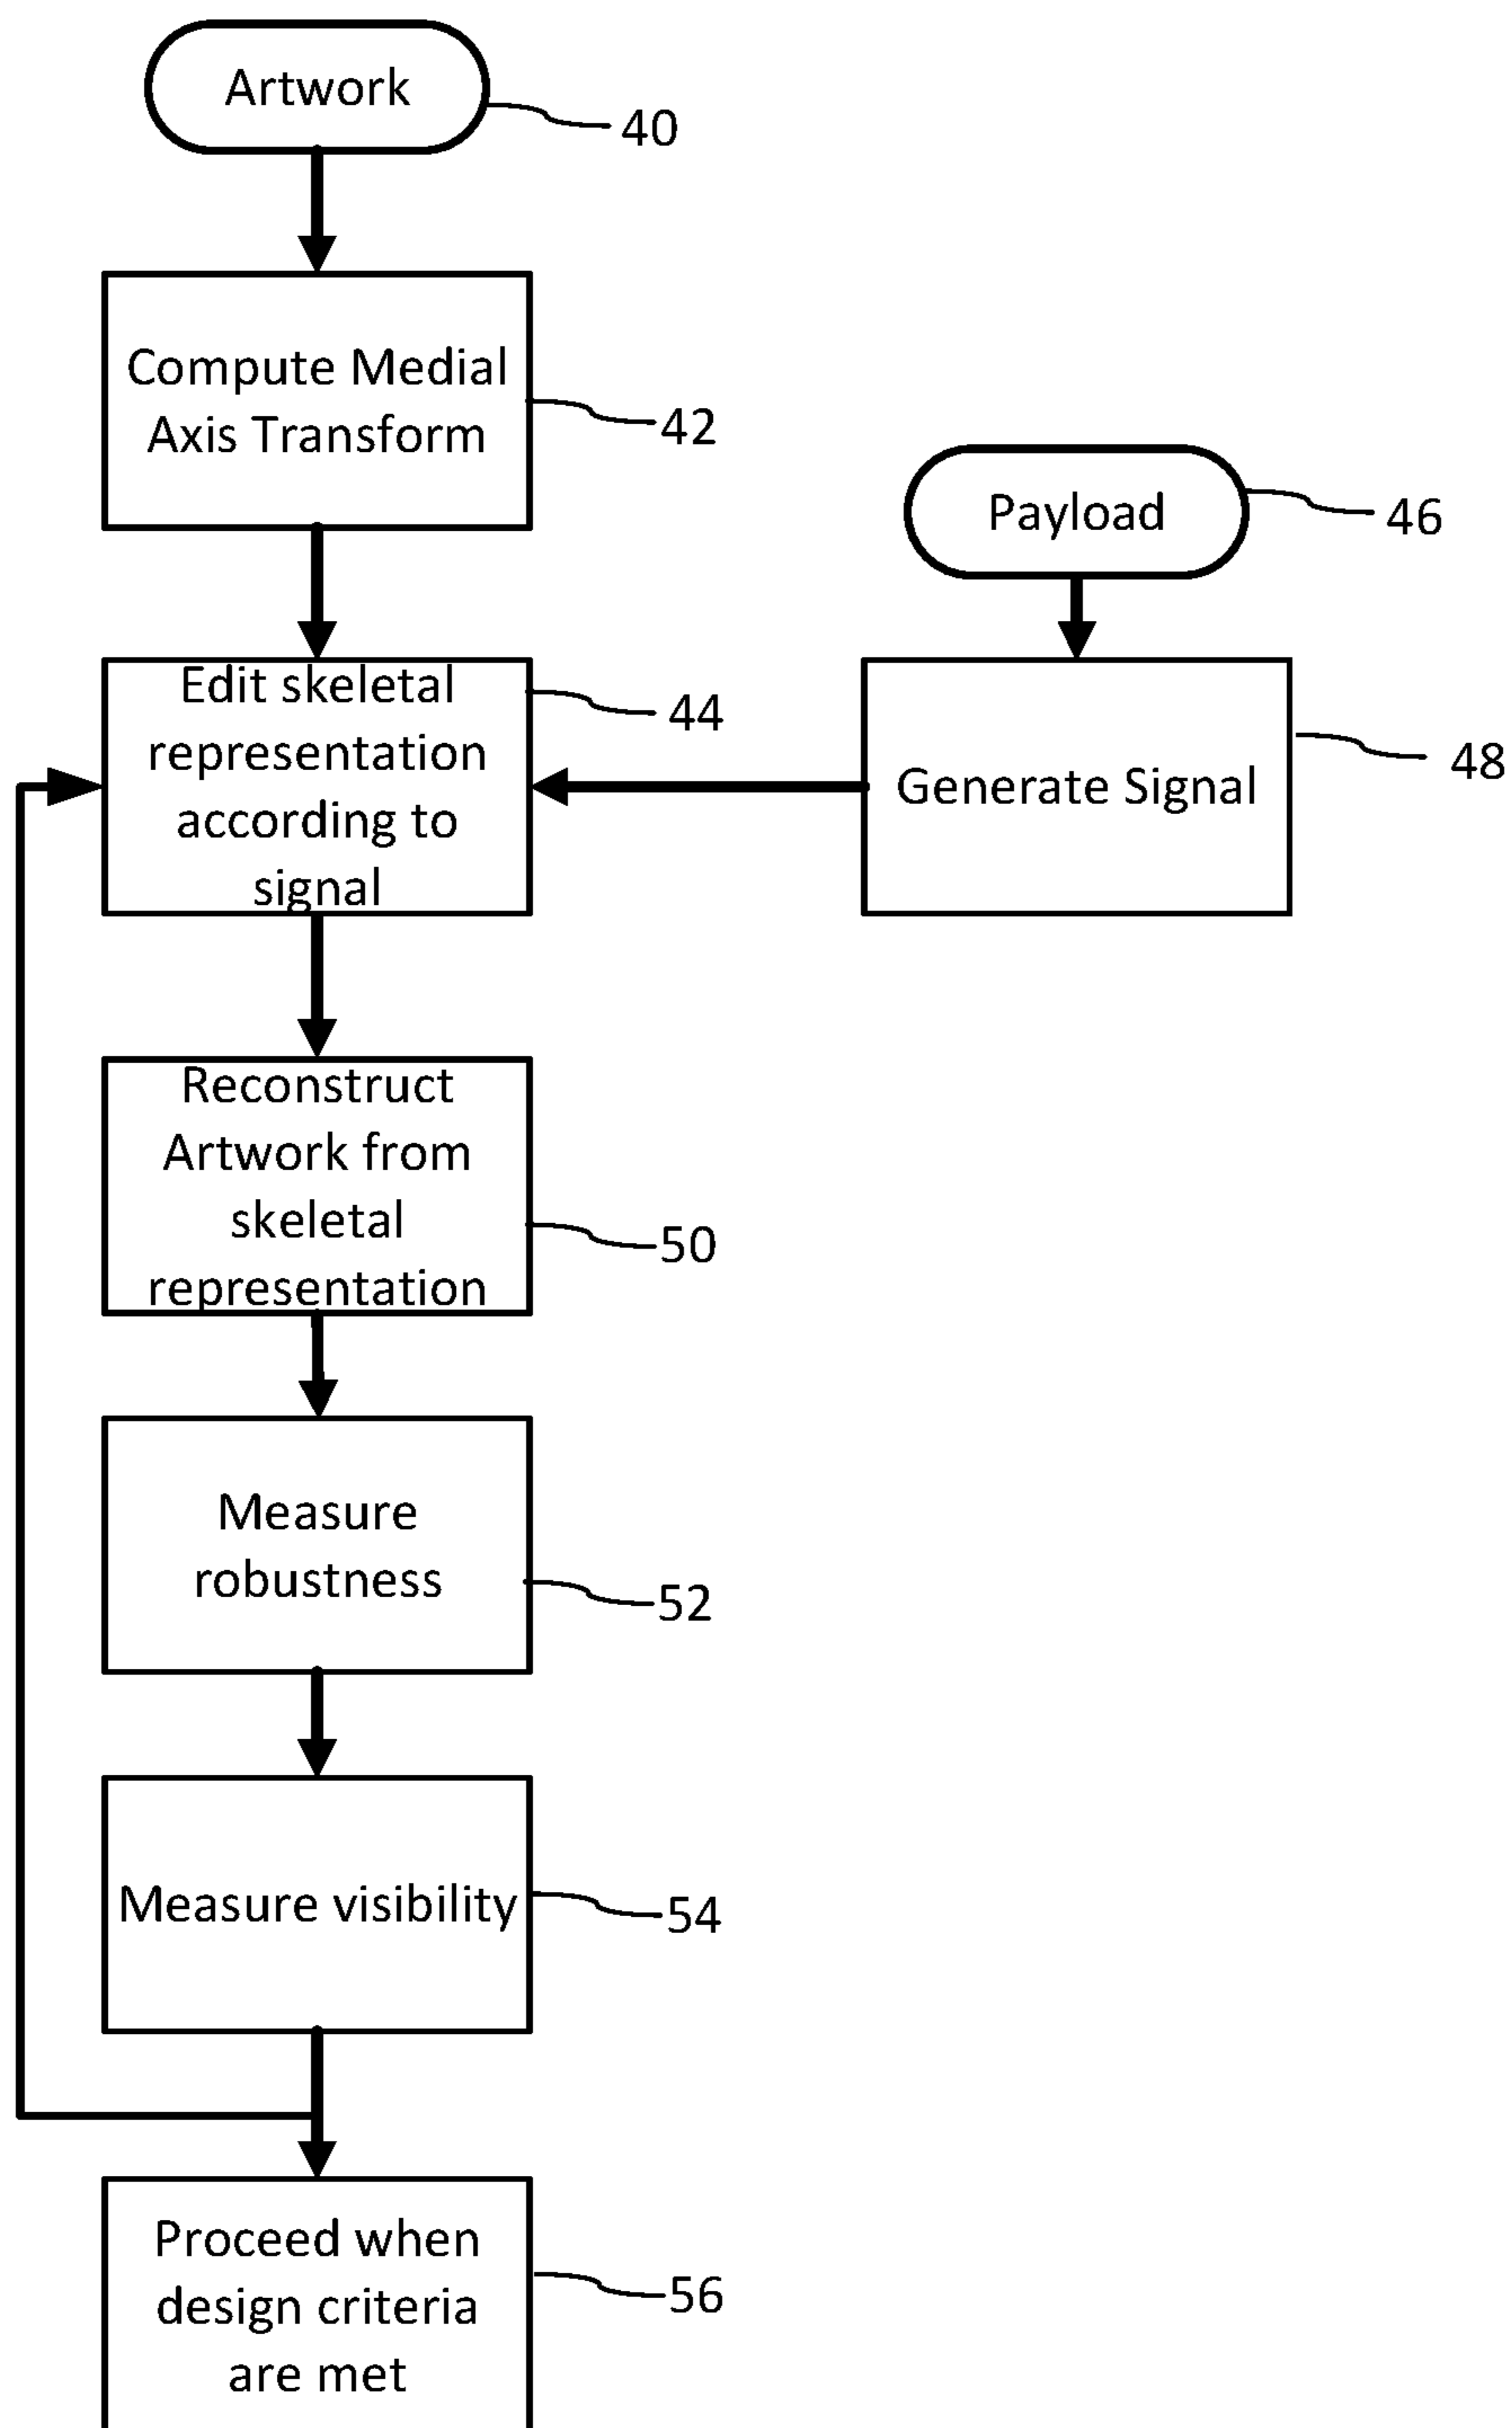 Artwork
40
Compute Medial
Axis Transform
42
Payload
46
Edit skeletal
representation
according to
signal
44
Generate Signal
48
Reconstruct
Artwork from
skeletal
representation
50
Measure
robustness
52
Measure visibility
54
Proceed when
design criteria
are met
56